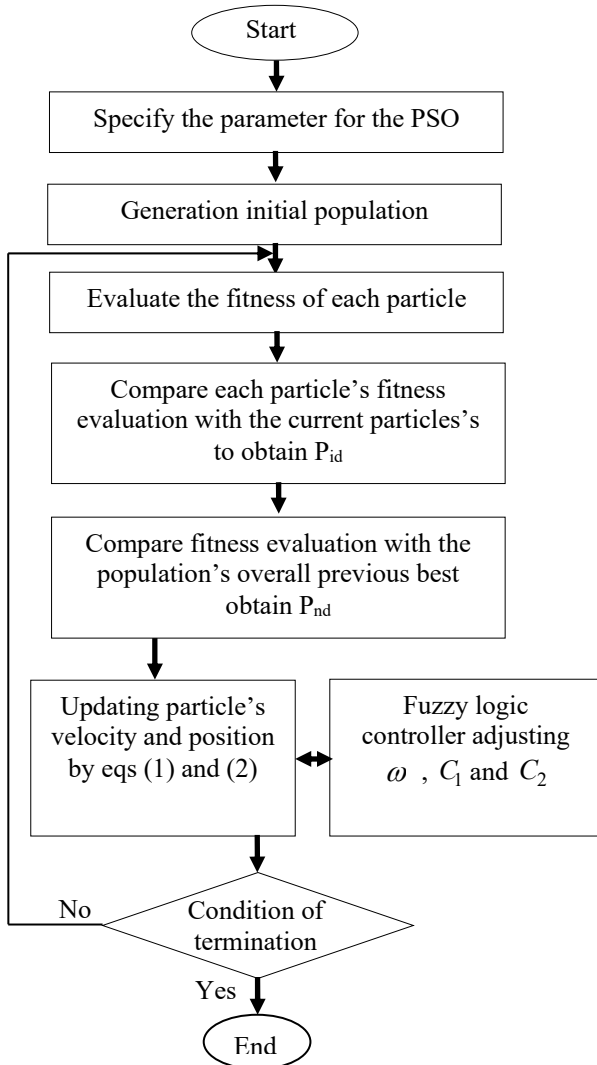 Start
Specify the parameter for the PSO
Generation initial population
Evaluate the fitness of each particle
Compare each particle’s fitness
evaluation with the current particles’s
to obtain Pid
Compare fitness evaluation with the
population’s overall previous best
obtain Pnd
Updating particle’s
velocity and position
by eqs (1) and (2)
Fuzzy logic
controller adjusting
ω , C1 and C2
No
Condition of
termination
Yes
End